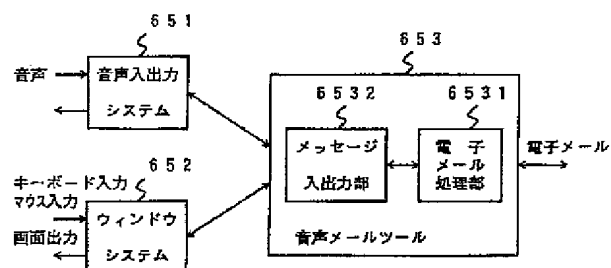 651
音声
音声入出力
システム
652
キーボード入力
マウス入力
画面出力
ウィンドウ
システム
653
6532
メッセージ
入出力部
6531
電子
メール
処理部
電子メール
音声メールツール